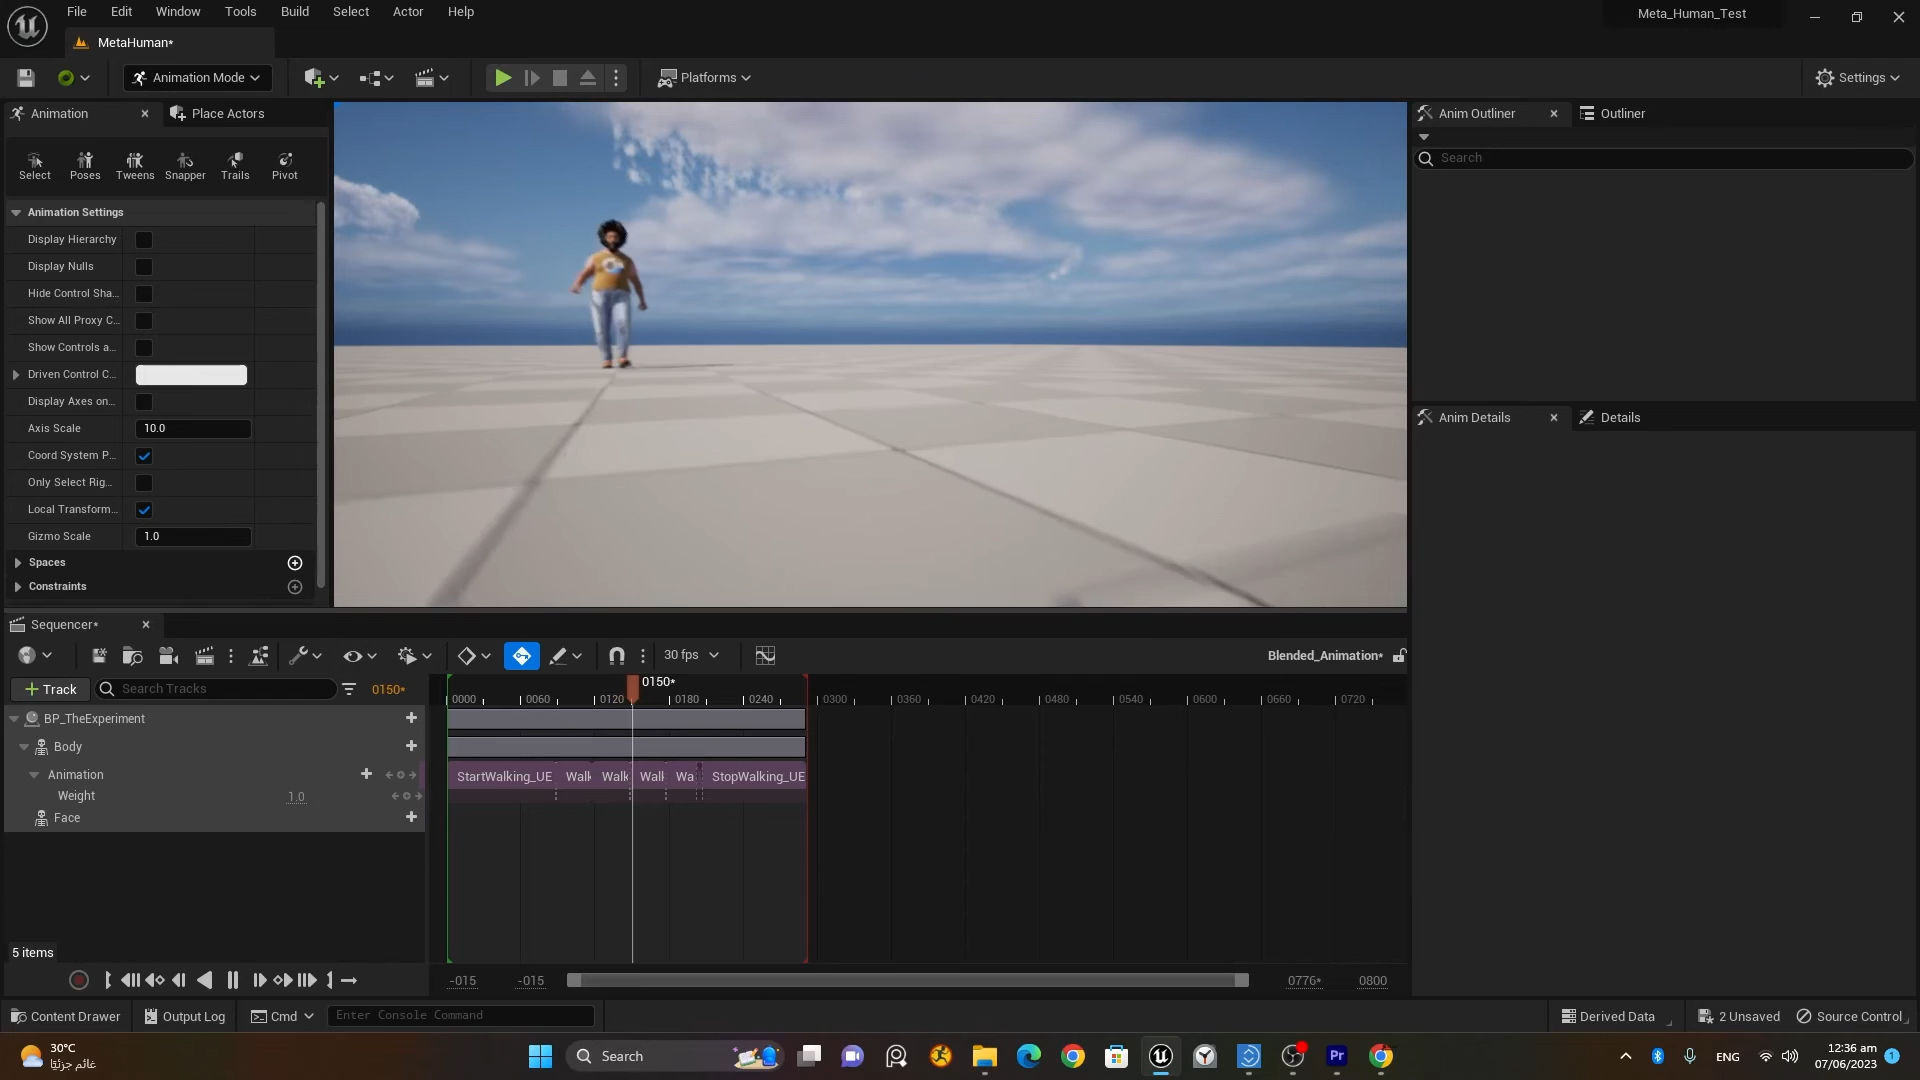 File Edit Window Tools Build Select Actor Help
Meta_Human_Test
MetaHuman*
Animation Mode
Platforms
Settings
Animation
Place Actors
Anim Outliner
Outliner
Search
Select Poses Tweens Snapper Trails Pivot
Animation Settings
Display Hierarchy
Display Nulls
Hide Control Sha...
Show All Proxy C...
Show Controls a...
Driven Control C...
Display Axes on...
Axis Scale 10.0
Coord System P...
Only Select Rig...
Local Transform...
Gizmo Scale 1.0
Spaces
Constraints
Anim Details
Details
Sequencer*
30 fps
Blended_Animation*
Track
Search Tracks
0150*
0150*
0000 0060 0120 0180 0240 0300 0360 0420 0480 0540 0600 0660 0720
BP_TheExperiment
Body
Animation
StartWalking_UE Walk Walk Walk Wa StopWalking_UE
Weight 1.0
Face
5 items
-015 -015 0776* 0800
Content Drawer
Output Log
Cmd
Enter Console Command
Derived Data
2 Unsaved
Source Control
30°C
غائم جزئيًا
Search
Pr
ENG
12:36 am
07/06/2023
1